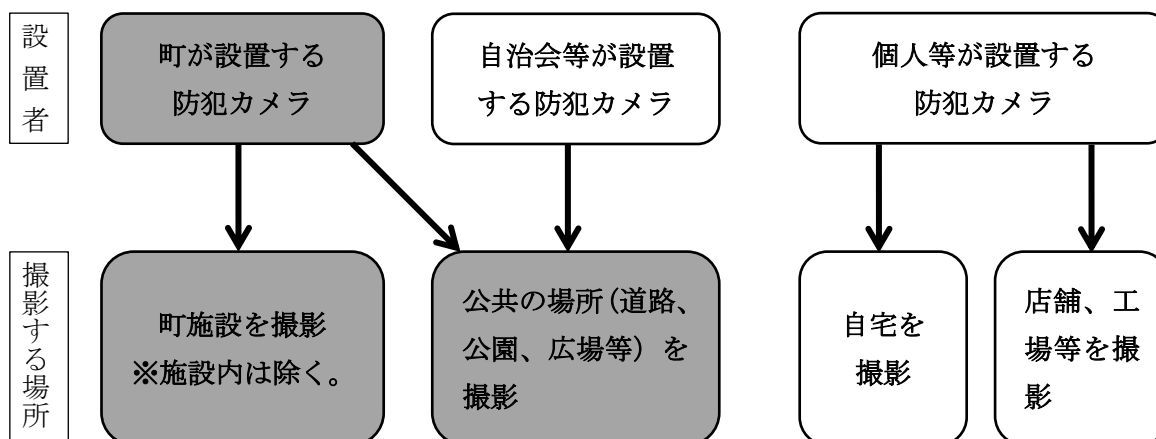 設置者
町が設置する
防犯カメラ
自治会等が設置
する防犯カメラ
個人等が設置する
防犯カメラ
撮影する場所
町施設を撮影
※施設内は除く。
公共の場所(道路、
公園、広場等)を
撮影
自宅を
撮影
店舗、工
場等を撮
影